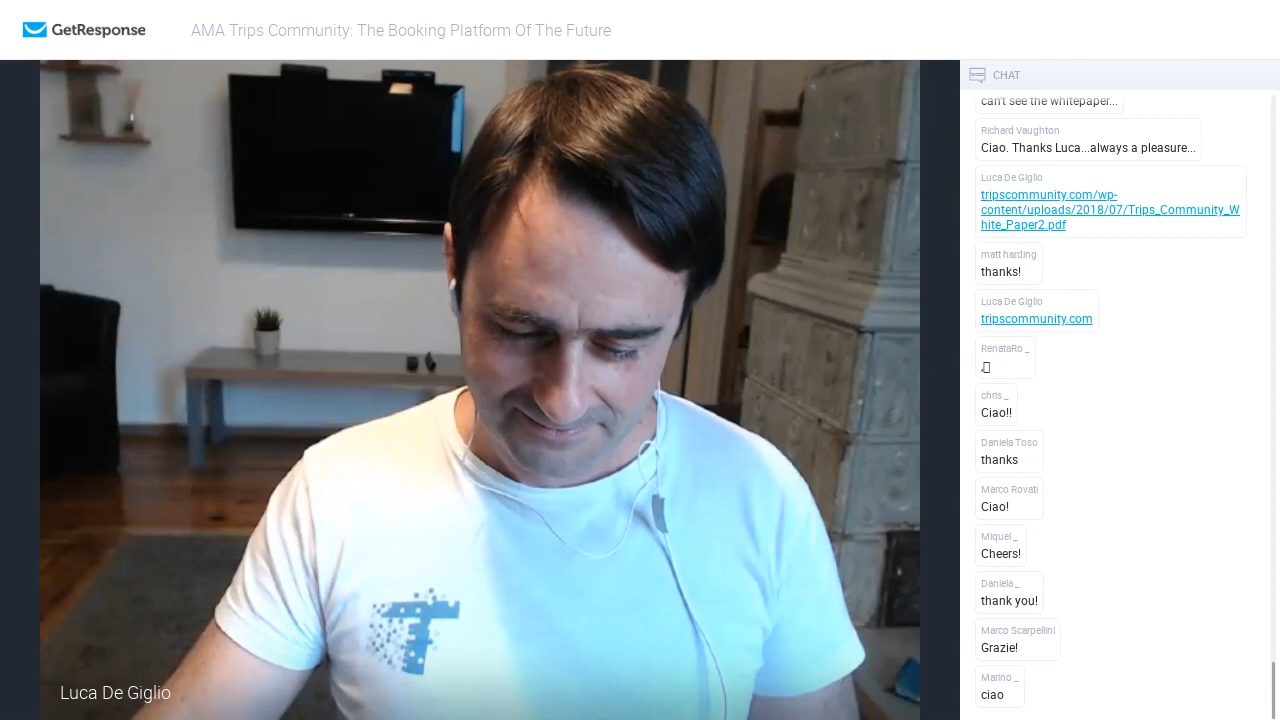 GetResponse
AMA Trips Community: The Booking Platform Of The Future
CHAT
can't see the whitepaper...
Richard Vaughton
Ciao. Thanks Luca...always a pleasure...
Luca De Giglio
tripscommunity.com/wp-
content/uploads/2018/07/Trips_Community_W
hite_Paper2.pdf
matt harding
thanks!
Luca De Giglio
tripscommunity.com
RenataRo _
chris _
Ciao!!
Daniela Toso
thanks
Marco Rovati
Ciao!
Miquel _
Cheers!
Daniela _
thank you!
Marco Scarpellini
Grazie!
Marino _
ciao
T
Luca De Giglio